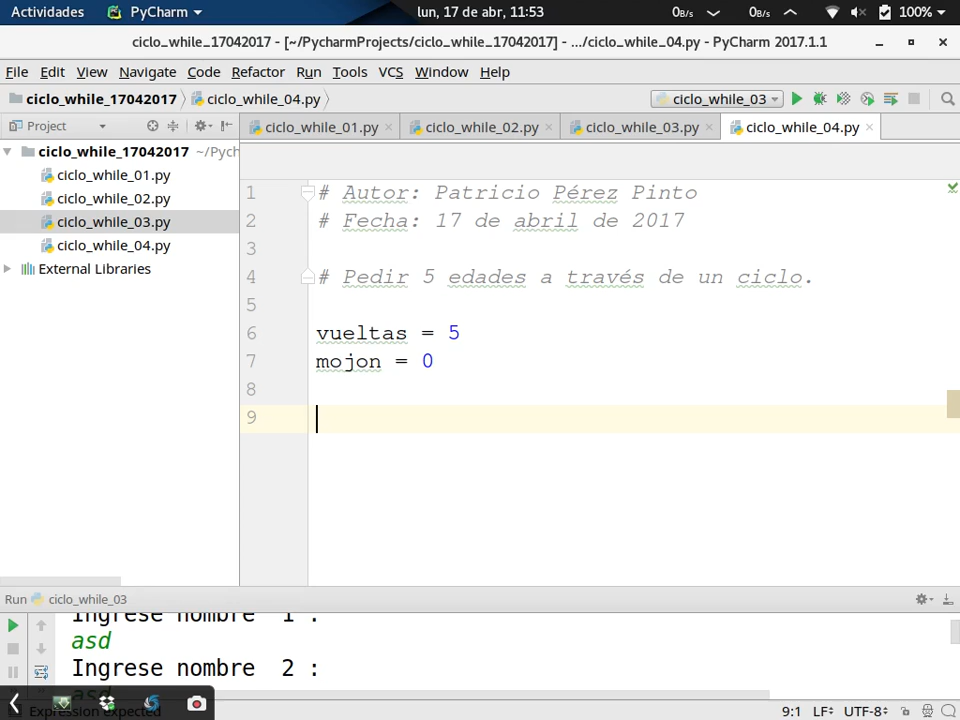 Actividades PyCharm lun, 17 de abr, 11:53 0B/s 0B/s 100%
ciclo_while_17042017 - [~/PycharmProjects/ciclo_while_17042017] - .../ciclo_while_04.py - PyCharm 2017.1.1
File Edit View Navigate Code Refactor Run Tools VCS Window Help
ciclo_while_17042017 ciclo_while_04.py ciclo_while_03
Project ciclo_while_01.py ciclo_while_02.py ciclo_while_03.py ciclo_while_04.py
ciclo_while_17042017 ~/Pych
ciclo_while_01.py
ciclo_while_02.py
ciclo_while_03.py
ciclo_while_04.py
External Libraries
1 # Autor: Patricio Pérez Pinto
2 # Fecha: 17 de abril de 2017
3
4 # Pedir 5 edades a través de un ciclo.
5
6 vueltas = 5
7 mojon = 0
8
9
Run ciclo_while_03
Ingrese nombre 1 :
asd
Ingrese nombre 2 :
asd
Expression expected 9:1 LF UTF-8